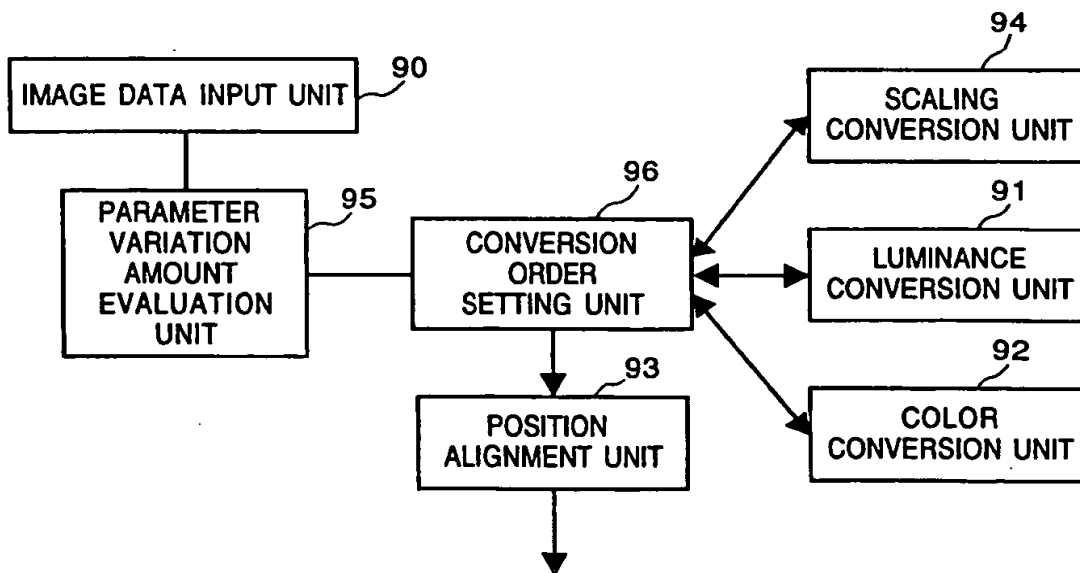 90
IMAGE DATA INPUT UNIT
95
PARAMETER
VARIATION
AMOUNT
EVALUATION
UNIT
96
CONVERSION
ORDER
SETTING UNIT
93
POSITION
ALIGNMENT UNIT
94
SCALING
CONVERSION UNIT
91
LUMINANCE
CONVERSION UNIT
92
COLOR
CONVERSION UNIT